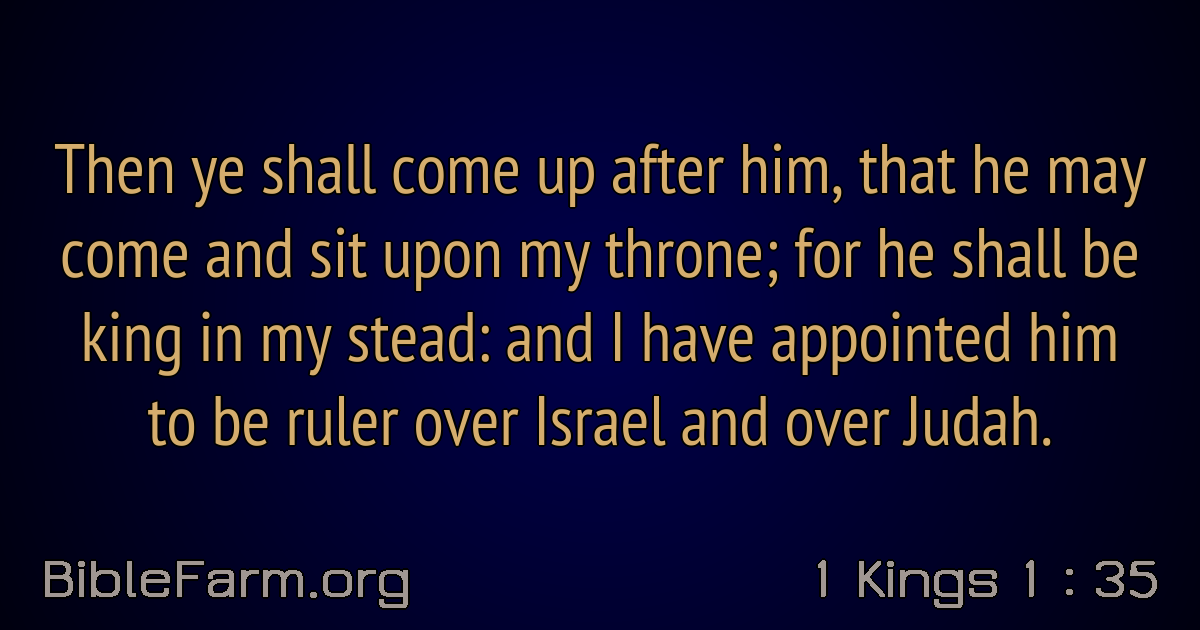 Then ye shall come up after him, that he may
come and sit upon my throne; for he shall be
king in my stead: and I have appointed him
to be ruler over Israel and over Judah.
BibleFarm.org
1 Kings 1 : 35